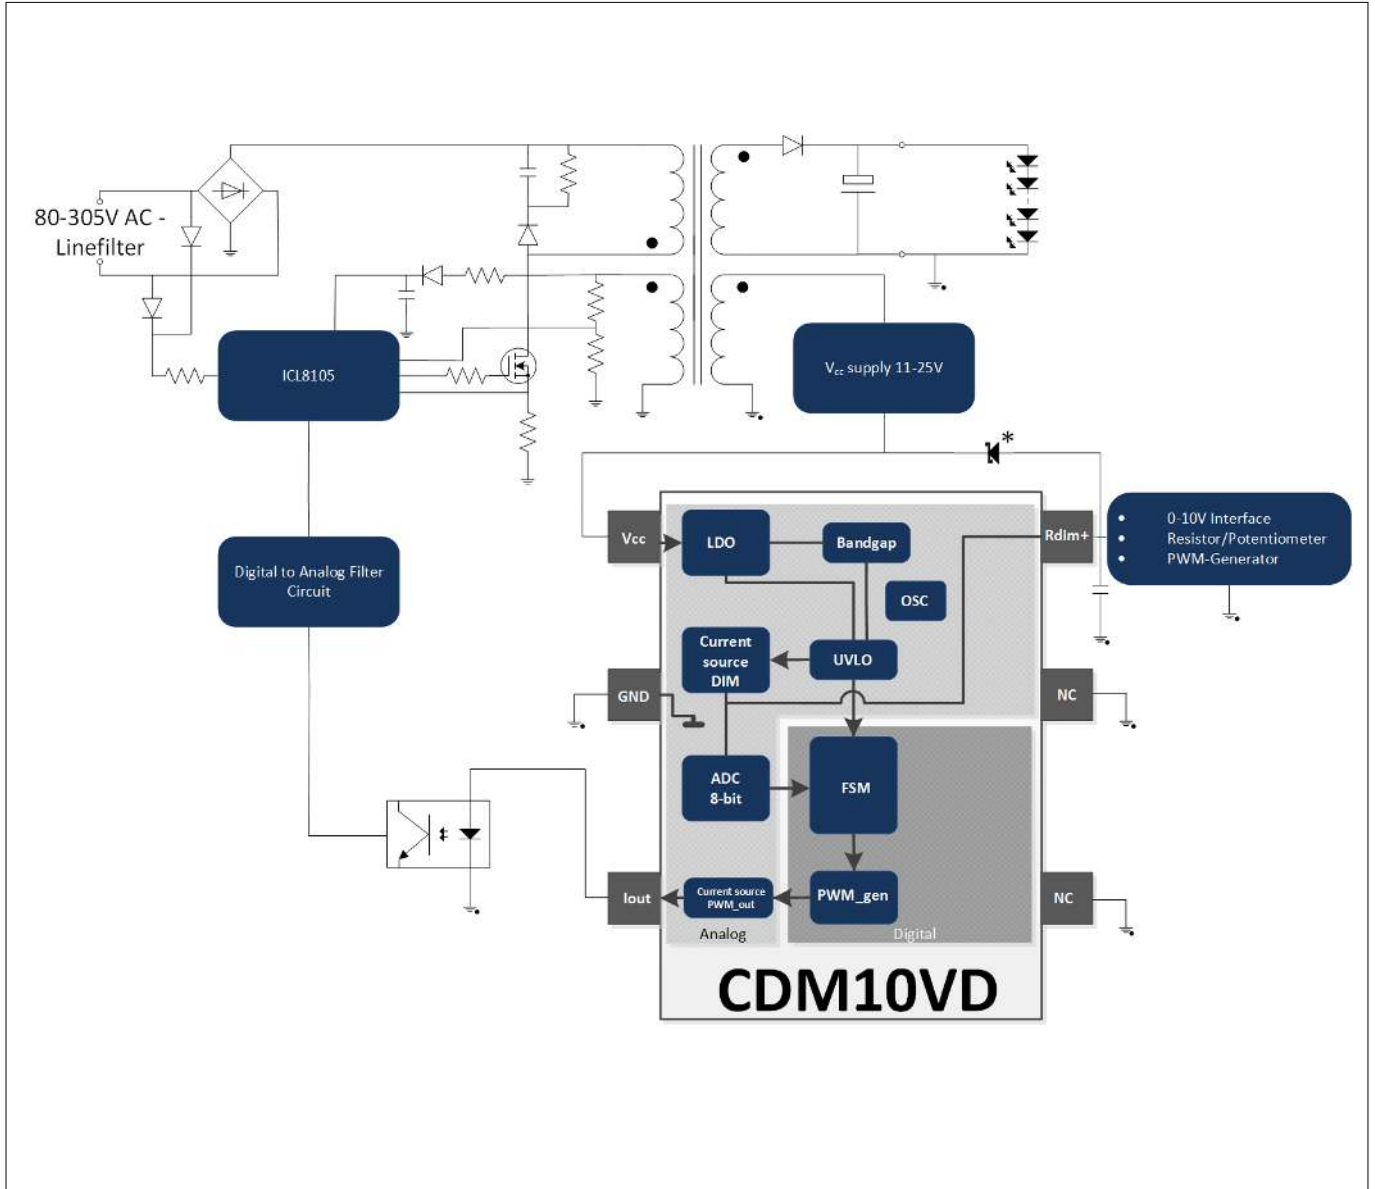 80-305V AC -
Linefilter
ICL8105
V_cc supply 11-25V
*
Vcc
LDO
Bandgap
RdIm+
• 0-10V Interface
• Resistor/Potentiometer
• PWM-Generator
Digital to Analog Filter
Circuit
OSC
Current
source
DIM
UVLO
GND
NC
ADC
8-bit
FSM
Iout
Current source
PWM_out
PWM_gen
NC
Analog
Digital
CDM10VD